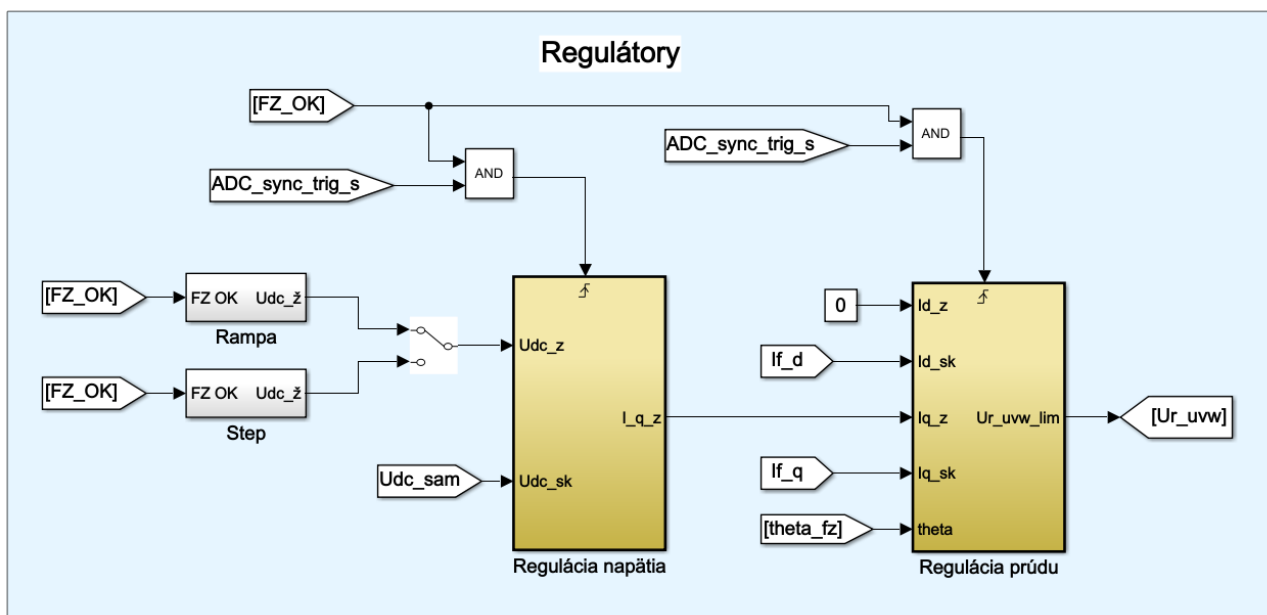 Regulátory
[FZ_OK]
AND
ADC_sync_trig_s
AND
ADC_sync_trig_s
[FZ_OK]
FZ OK Udc_ž
Rampa
[FZ_OK]
FZ OK Udc_ž
Step
Udc_sam
Udc_z
I_q_z
Udc_sk
Regulácia napätia
0
If_d
If_q
[theta_fz]
Id_z
Id_sk
Iq_z
Ur_uvw_lim
Iq_sk
theta
Regulácia prúdu
[Ur_uvw]